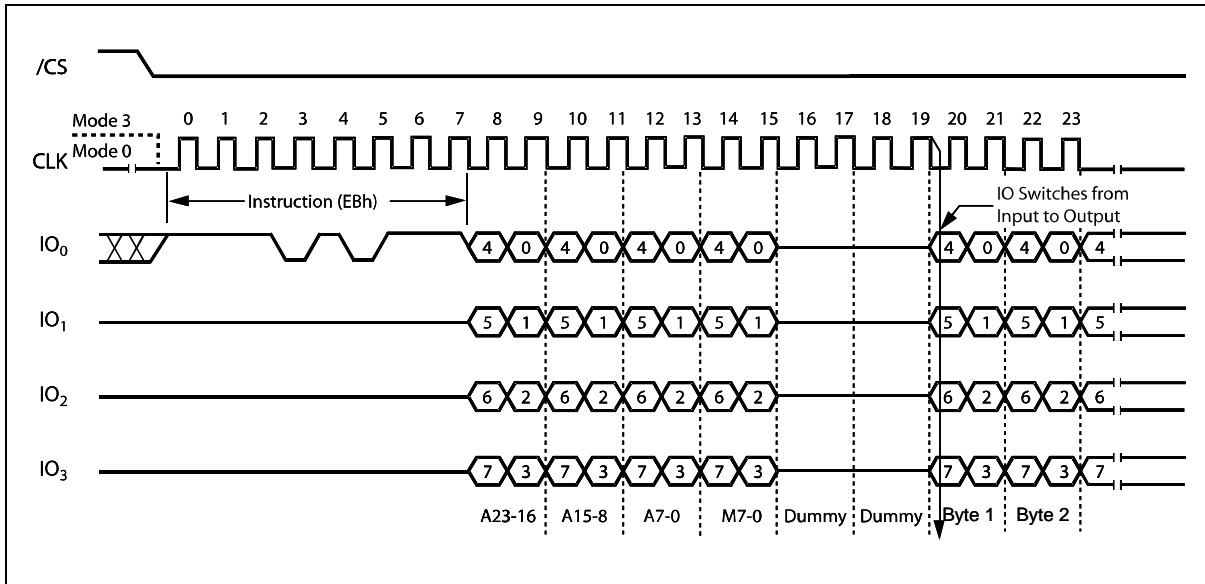 /CS
Mode 3
0 1 2 3 4 5 6 7 8 9 10 11 12 13 14 15 16 17 18 19 20 21 22 23
Mode 0
CLK
Instruction (EBh)
IO Switches from
Input to Output
IO₀ 4 0 4 0 4 0 4 0 4 0 4 0 4
IO₁ 5 1 5 1 5 1 5 1 5 1 5 1 5
IO₂ 6 2 6 2 6 2 6 2 6 2 6 2 6
IO₃ 7 3 7 3 7 3 7 3 7 3 7 3 7
A23-16 A15-8 A7-0 M7-0 Dummy Dummy Byte 1 Byte 2